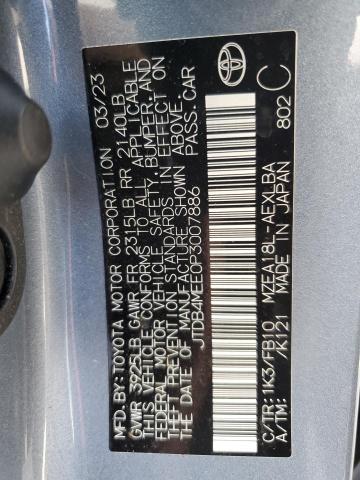 MFD. BY: TOYOTA MOTOR CORPORATION 03/23
GVWR 3925LB GAWR FR 2315LB RR 2140LB
THIS VEHICLE CONFORMS TO ALL APPLICABLE
FEDERAL MOTOR VEHICLE SAFETY, BUMPER, AND
THEFT PREVENTION STANDARDS IN EFFECT ON
THE DATE OF MANUFACTURE SHOWN ABOVE.
JTDB4MEE0P3007886 PASS. CAR
C/TR: 1K3/FB10 MZEA18L-AEXLBA
A/TM: /K121 MADE IN JAPAN
802
C